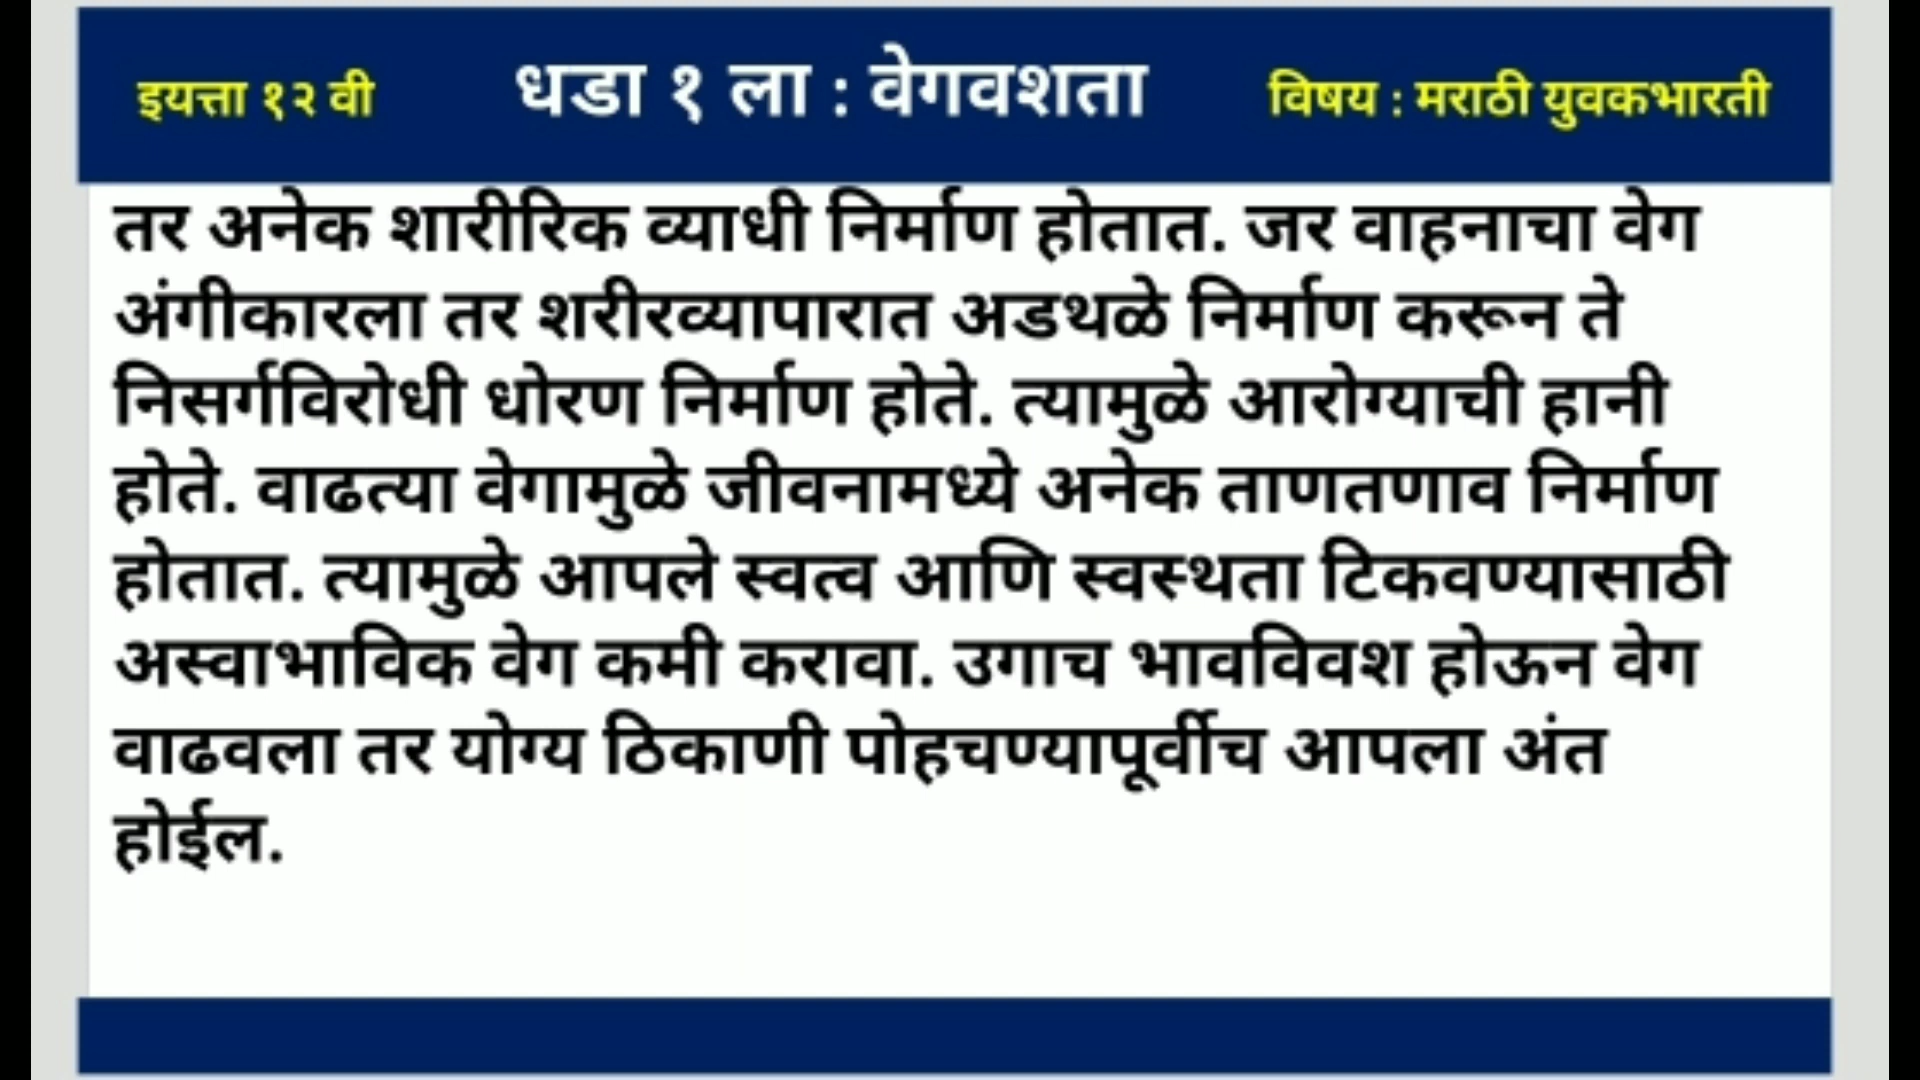 इयत्ता १२ वी धडा १ ला : वेगवशता विषय : मराठी युवकभारती
तर अनेक शारीरिक व्याधी निर्माण होतात. जर वाहनाचा वेग
अंगीकारला तर शरीरव्यापारात अडथळे निर्माण करून ते
निसर्गविरोधी धोरण निर्माण होते. त्यामुळे आरोग्याची हानी
होते. वाढत्या वेगामुळे जीवनामध्ये अनेक ताणतणाव निर्माण
होतात. त्यामुळे आपले स्वत्व आणि स्वस्थता टिकवण्यासाठी
अस्वाभाविक वेग कमी करावा. उगाच भावविवश होऊन वेग
वाढवला तर योग्य ठिकाणी पोहचण्यापूर्वीच आपला अंत
होईल.